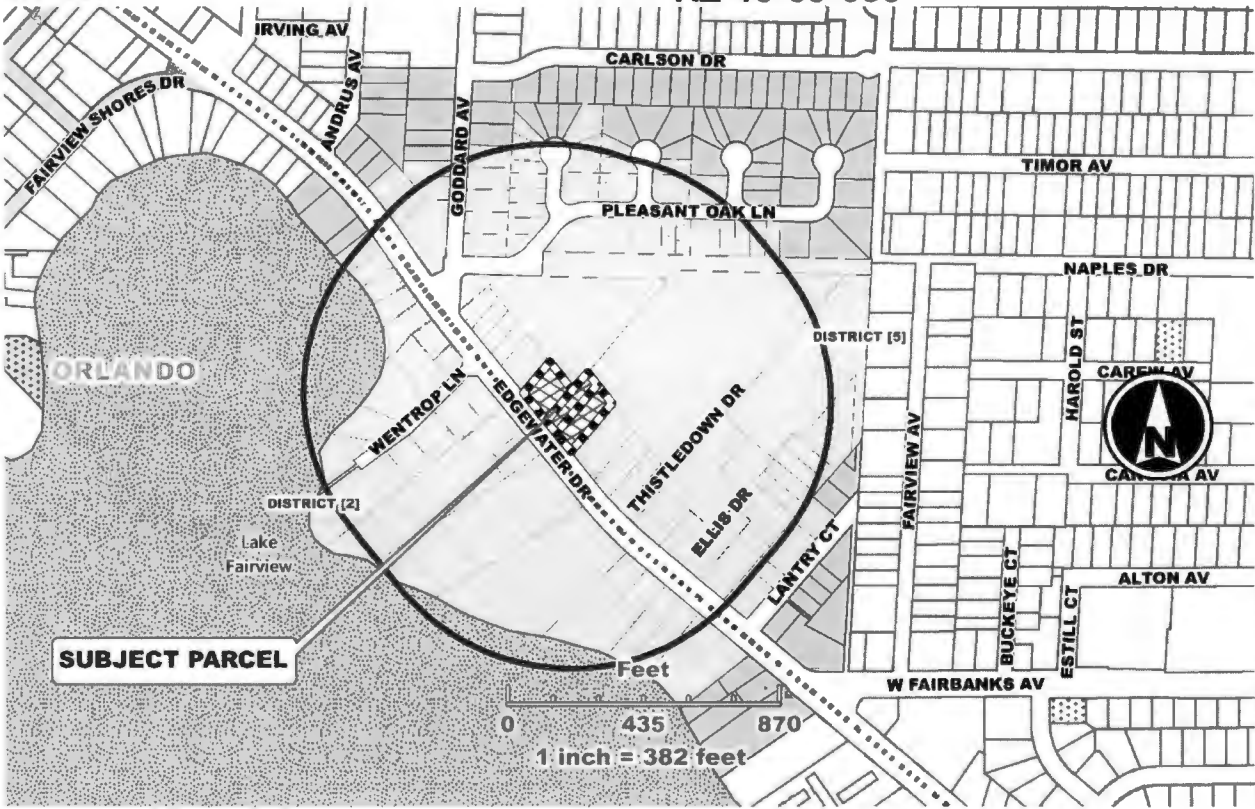 IRVING AV
CARLSON DR
FAIRVIEW SHORES DR
ANDRUS AV
GODDARD AV
TIMOR AV
PLEASANT OAK LN
NAPLES DR
DISTRICT [5]
HAROLD ST
ORLANDO
CAREW AV
N
WENTROP LN
EDGEWATER DR
THISTLEDOWN DR
FAIRVIEW AV
DISTRICT [2]
ELLIS DR
Lake
Fairview
LANTRY CT
BUCKEYE CT
ALTON AV
ESTILL CT
SUBJECT PARCEL
Feet
W FAIRBANKS AV
0 435 870
1 inch = 382 feet